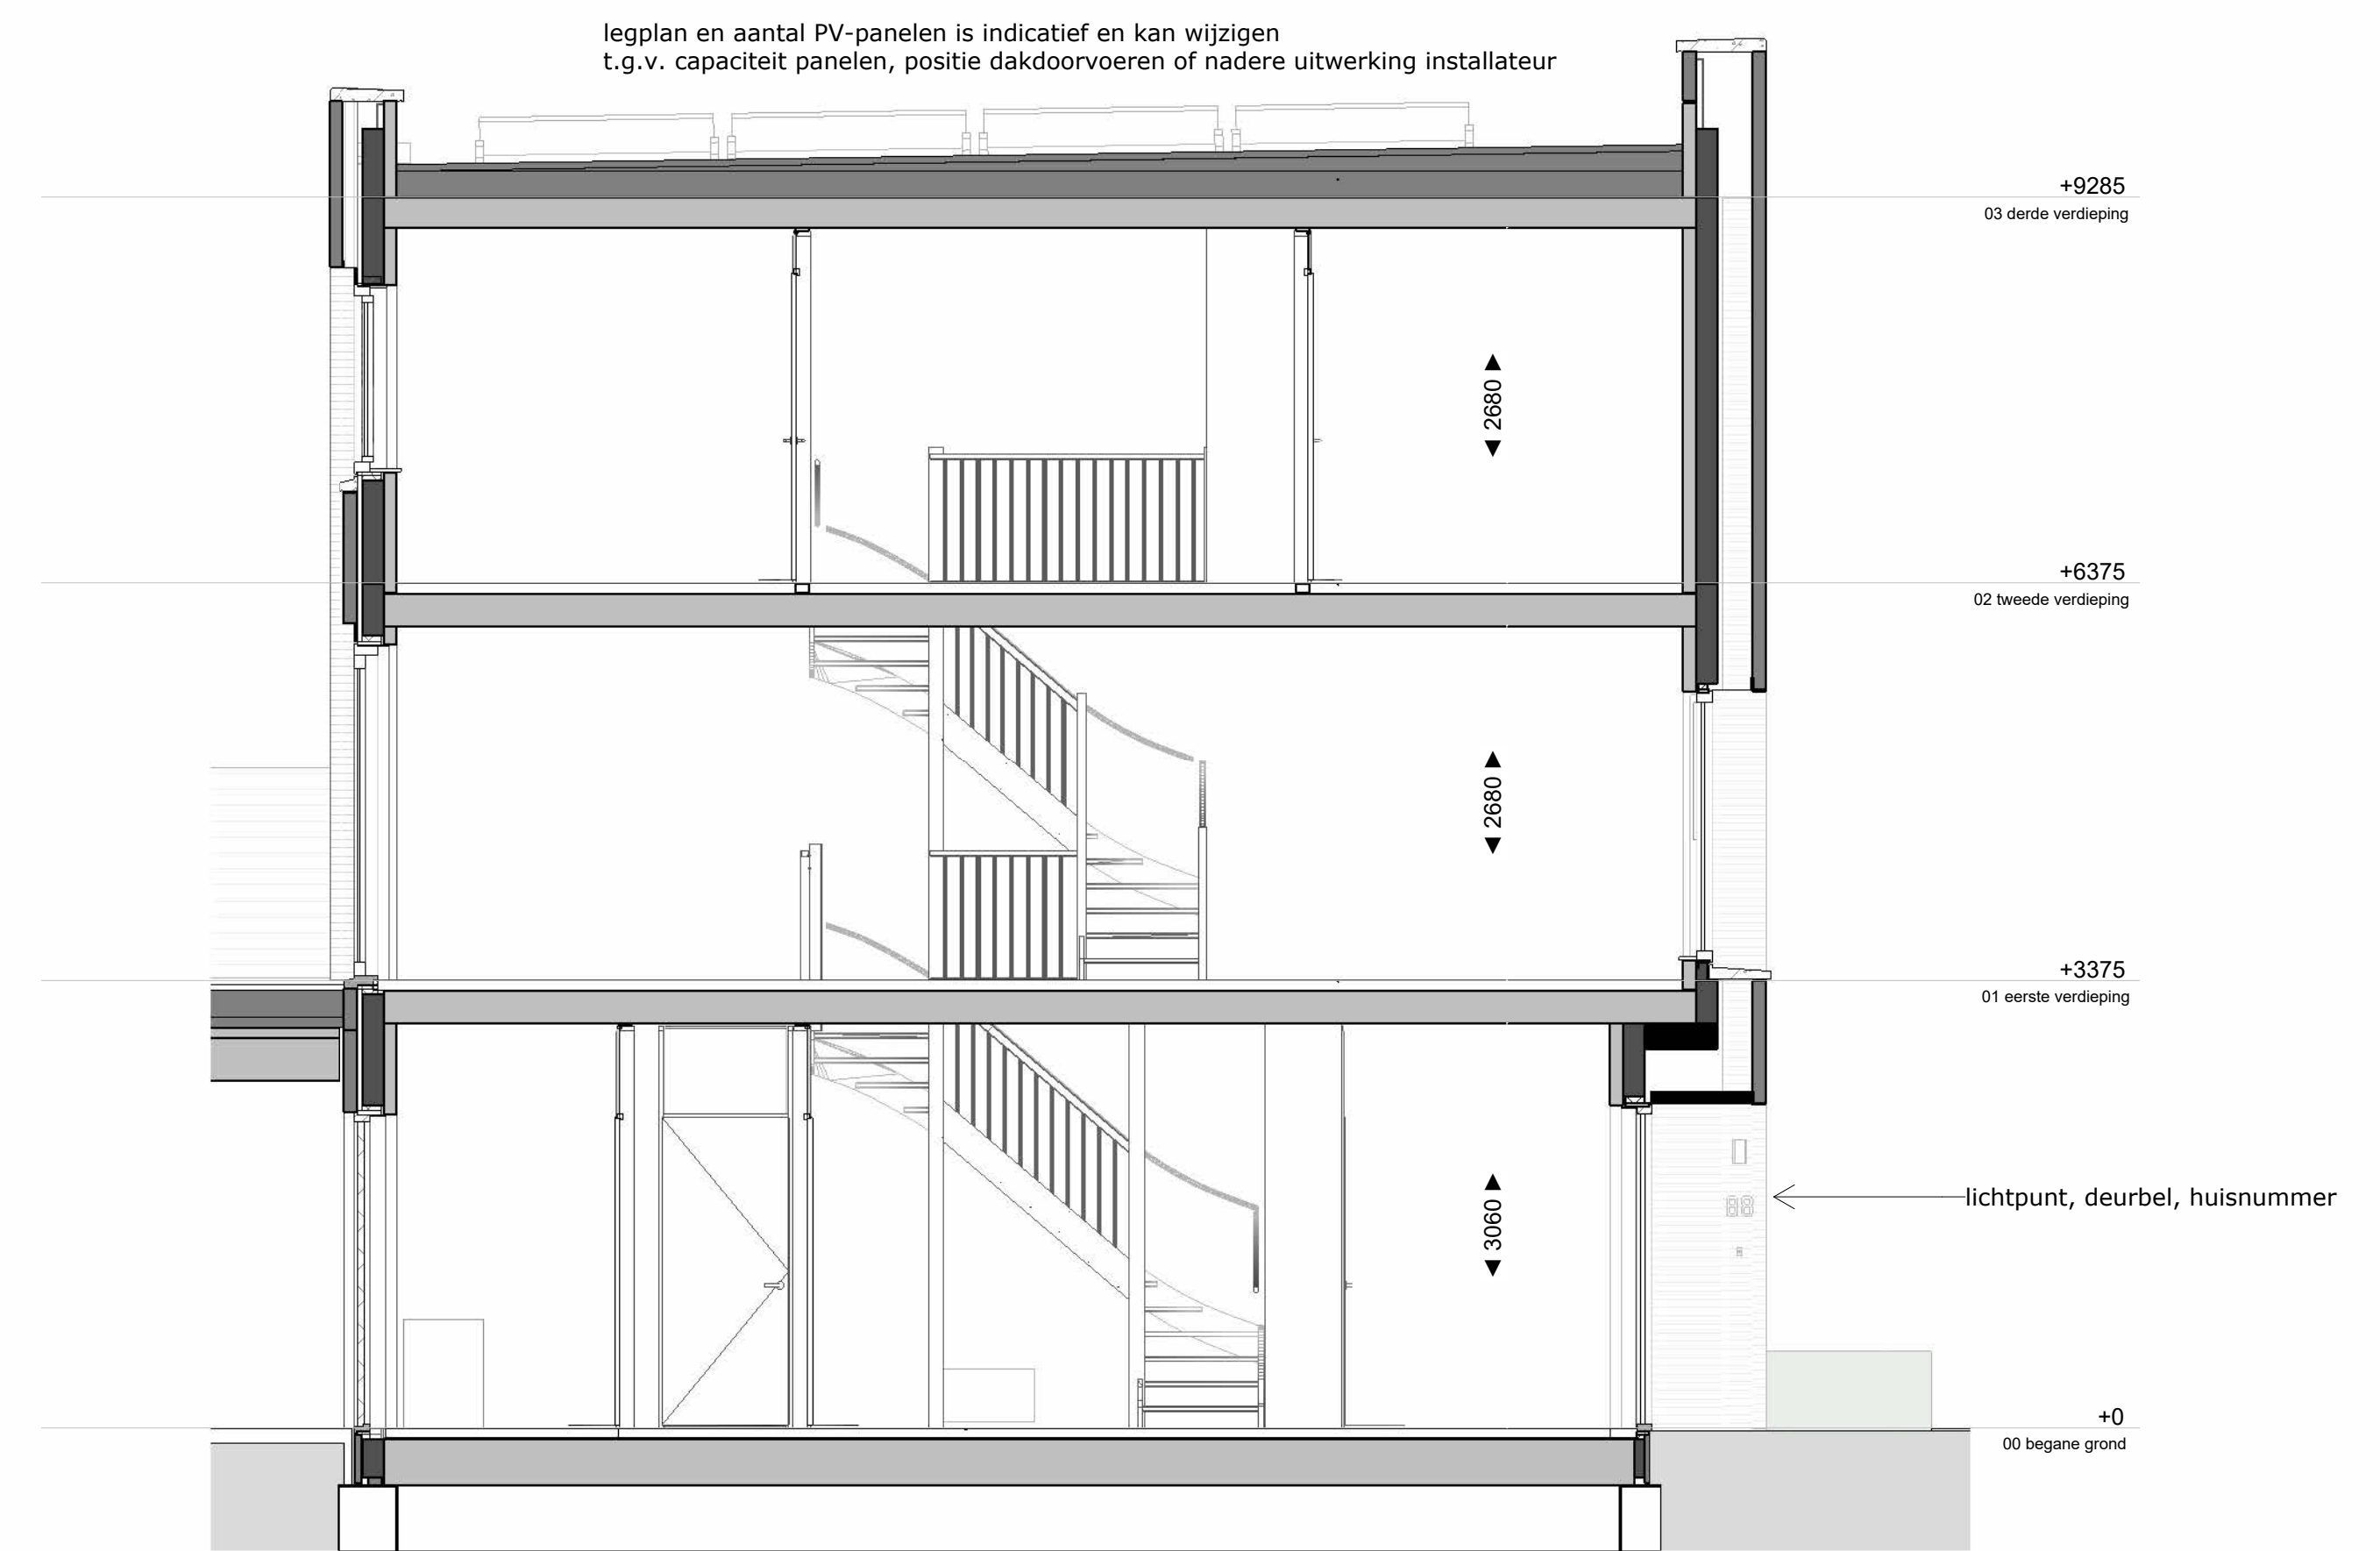 legplan en aantal PV-panelen is indicatief en kan wijzigen
t.g.v. capaciteit panelen, positie dakdoorvoeren of nadere uitwerking installateur
+9285
03 derde verdieping
2680
+6375
02 tweede verdieping
2680
+3375
01 eerste verdieping
3060
88
lichtpunt, deurbel, huisnummer
+0
00 begane grond